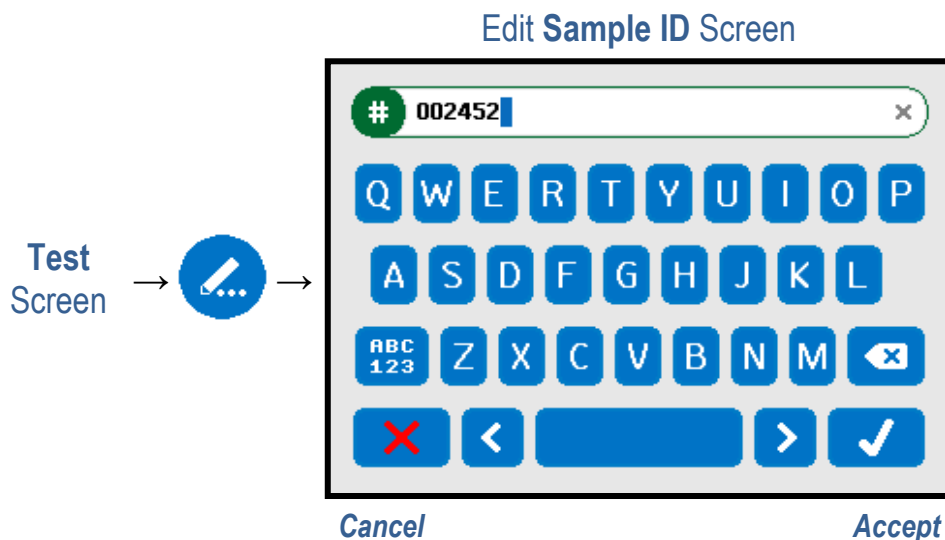 Edit Sample ID Screen
# 002452 ×
Q W E R T Y U I O P
Test
Screen
→ → A S D F G H J K L
ABC
123 Z X C V B N M
< >
Cancel Accept